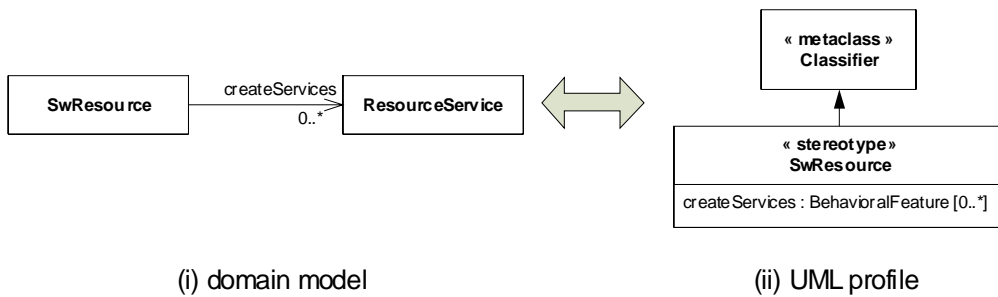 SwResource
createServices
0..*
ResourceService
« metaclass »
Classifier
« stereotype»
SwResource
createServices : BehavioralFeature [0..*]
(i) domain model
(ii) UML profile